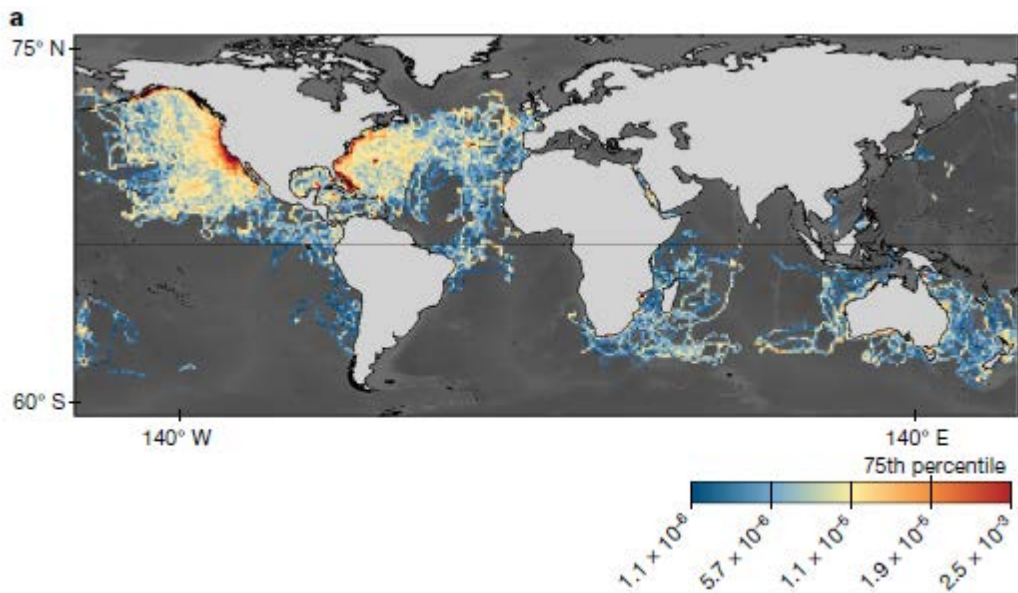 a
75° N
60° S
140° W
140° E
75th percentile
1.1 × 10⁻⁶
5.7 × 10⁻⁶
1.1 × 10⁻⁵
1.9 × 10⁻⁵
2.5 × 10⁻³